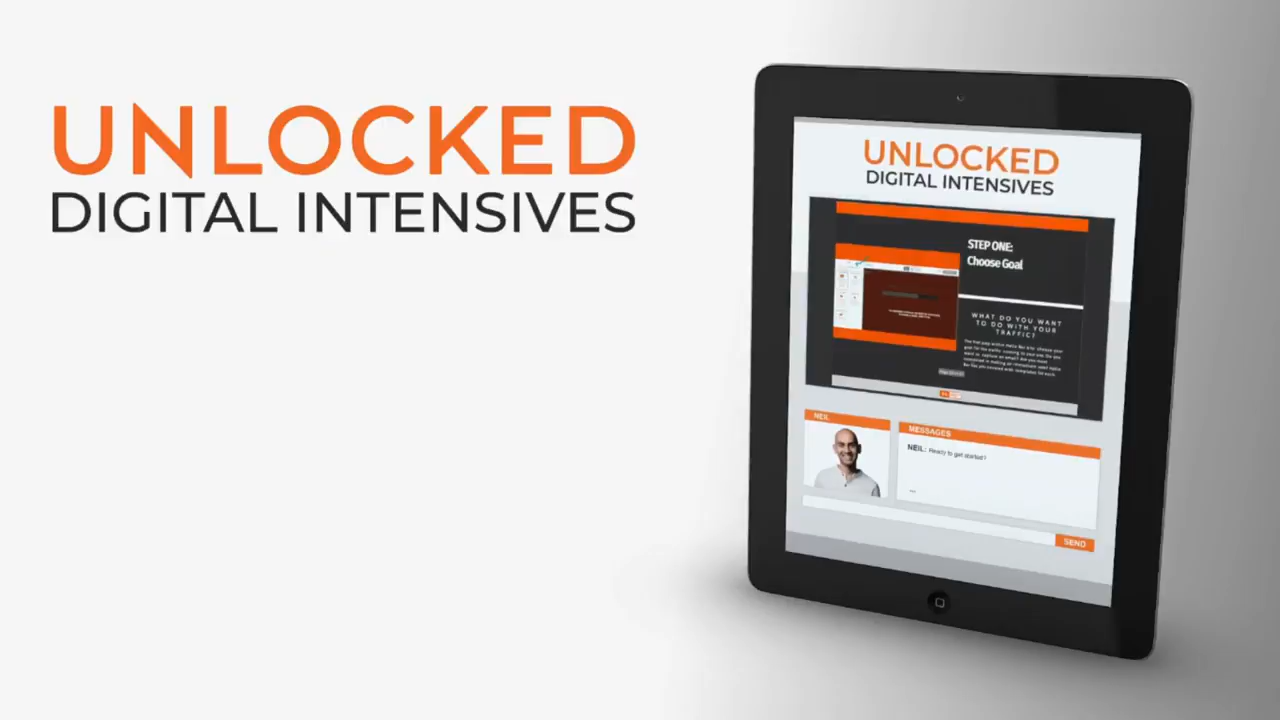 UNLOCKED
DIGITAL INTENSIVES
UNLOCKED
DIGITAL INTENSIVES
STEP ONE:
Choose Goal
WHAT DO YOU WANT
TO DO WITH YOUR
TRAFFIC?
NEIL
MESSAGES
NEIL: Ready to get started?
SEND